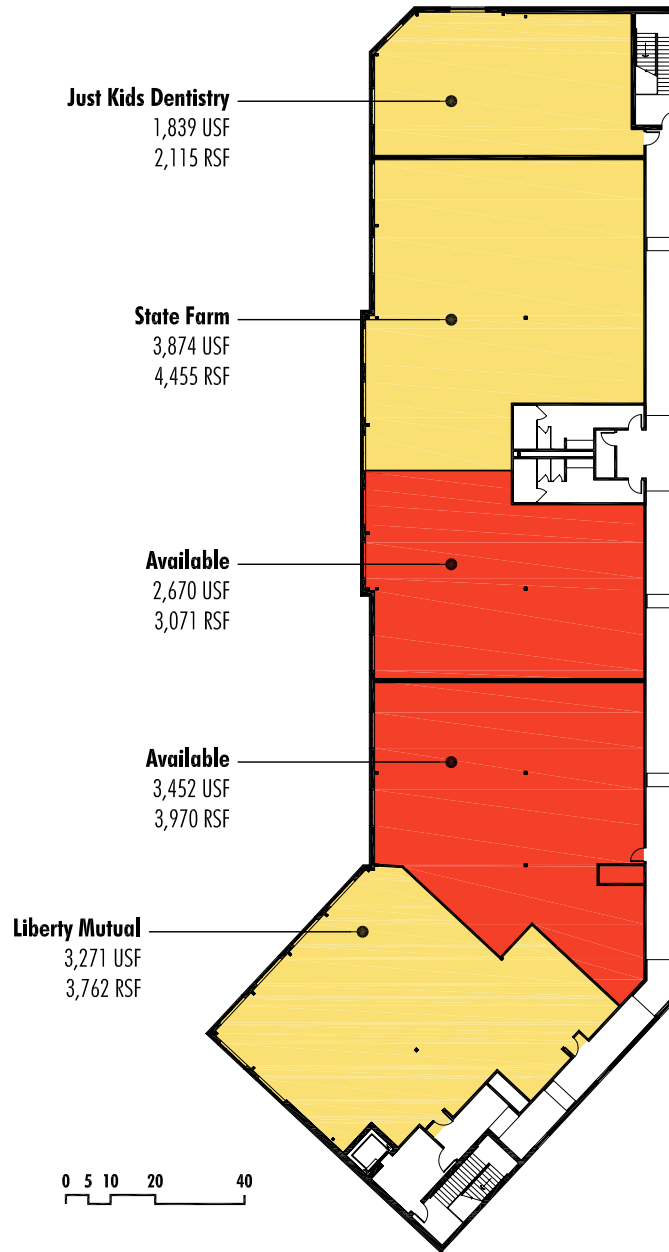 Just Kids Dentistry
1,839 USF
2,115 RSF
State Farm
3,874 USF
4,455 RSF
Available
2,670 USF
3,071 RSF
Available
3,452 USF
3,970 RSF
Liberty Mutual
3,271 USF
3,762 RSF
0 5 10 20 40